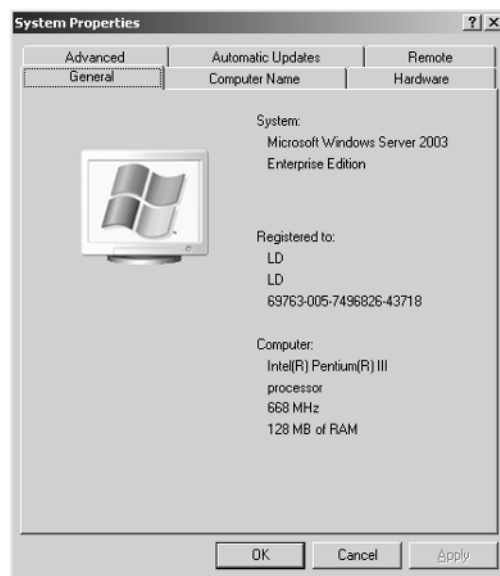 System Properties
? X
Advanced
Automatic Updates
Remote
General
Computer Name
Hardware
System:
Microsoft Windows Server 2003
Enterprise Edition
Registered to:
LD
LD
69763-005-7496826-43718
Computer:
Intel(R) Pentium(R) III
processor
668 MHz
128 MB of RAM
OK
Cancel
Apply